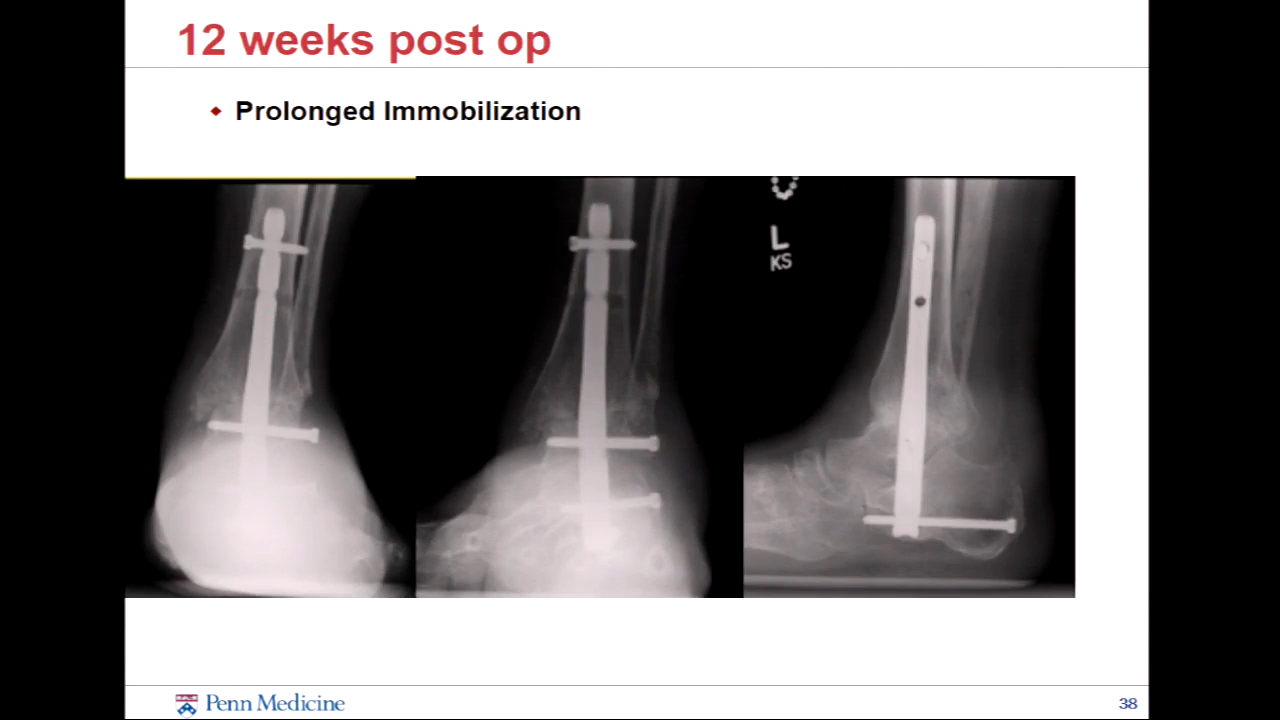 12 weeks post op
Prolonged Immobilization
L
KS
Penn Medicine
38